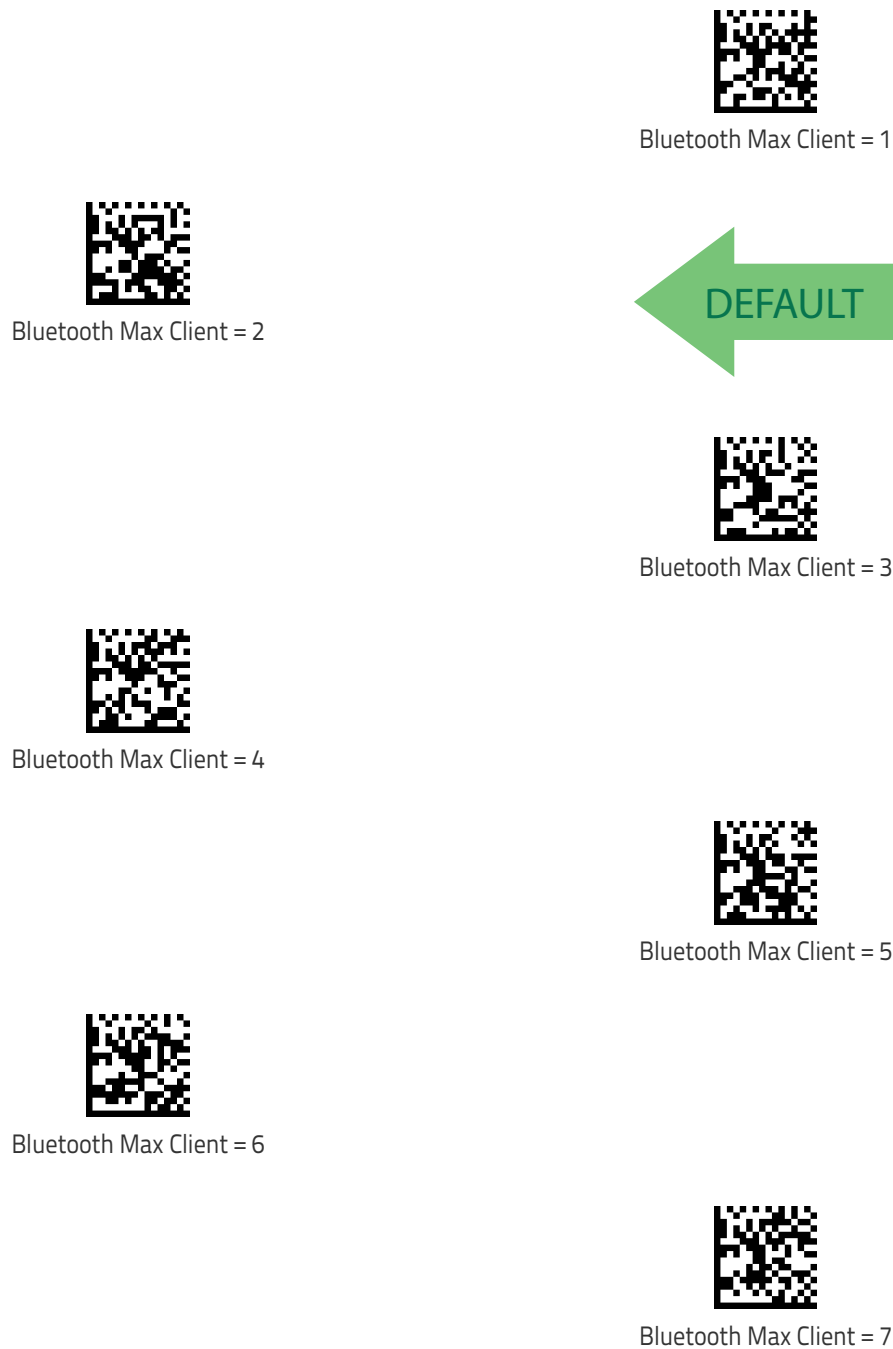 Bluetooth Max Client = 1
Bluetooth Max Client = 2
DEFAULT
Bluetooth Max Client = 3
Bluetooth Max Client = 4
Bluetooth Max Client = 5
Bluetooth Max Client = 6
Bluetooth Max Client = 7